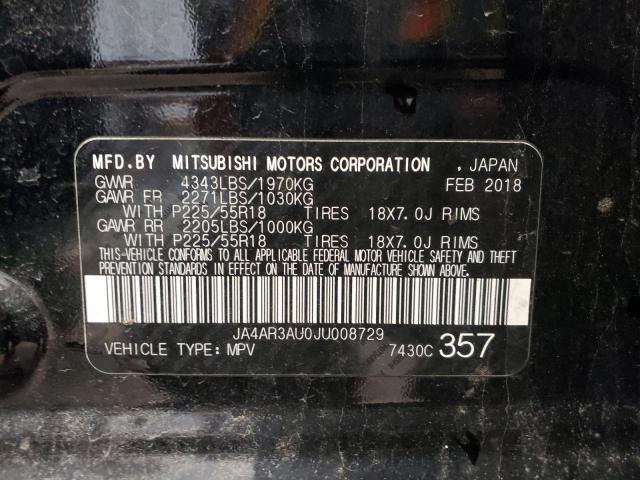 MFD.BY MITSUBISHI MOTORS CORPORATION , JAPAN
GVWR 4343LBS/1970KG FEB 2018
GAWR FR 2271LBS/1030KG
WITH P225/55R18 TIRES 18X7.0J RIMS
GAWR RR 2205LBS/1000KG
WITH P225/55R18 TIRES 18X7.0J RIMS
THIS-VEHICLE CONFORMS TO ALL APPLICABLE FEDERAL MOTOR VEHICLE SAFETY AND THEFT
PREVENTION STANDARDS IN EFFECT ON THE DATE OF MANUFACTURE SHOWN ABOVE.
JA4AR3AU0JU008729
VEHICLE TYPE: MPV 7430C 357